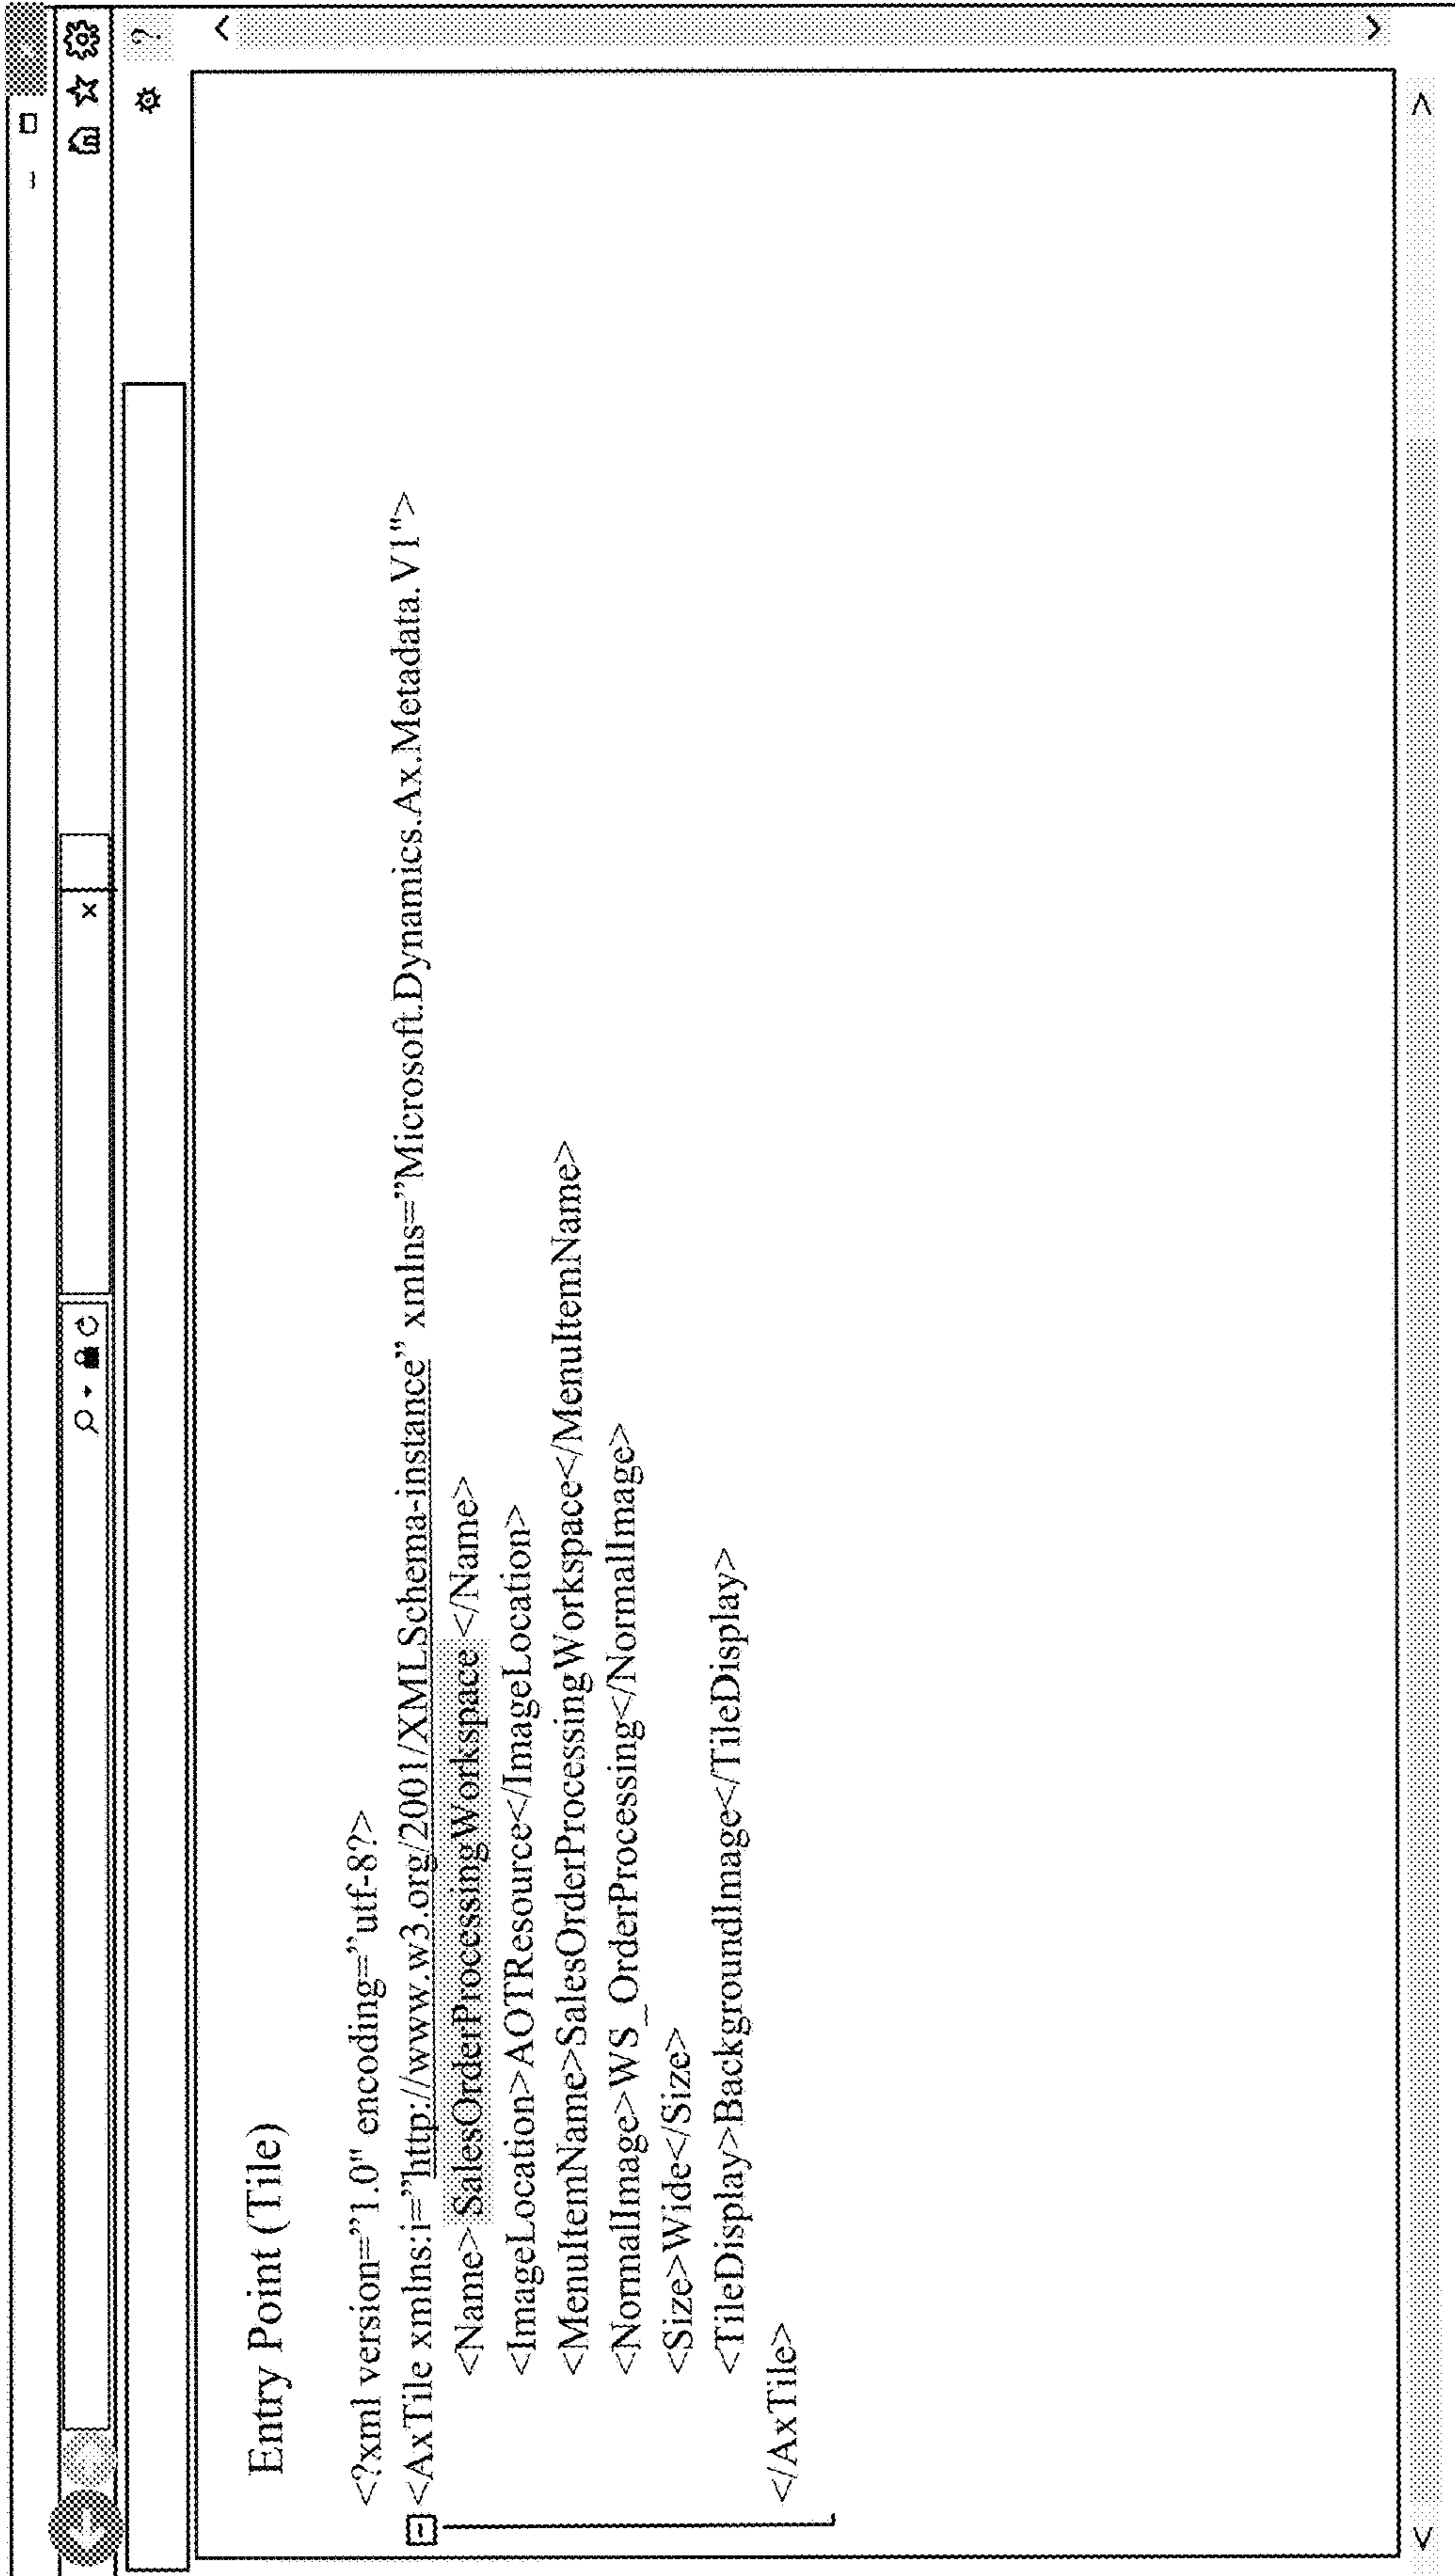 Entry Point (Tile)
<?xml version=”1.0" encoding=”utf-8?>
<AxTile xmlns:i=”http://www.w3.org/2001/XMLSchema-instance” xmlns=”Microsoft.Dynamics.Ax.Metadata.V1">
<Name>SalesOrderProcessingWorkspace </Name>
<ImageLocation>AOTResource</ImageLocation>
<MenuItemName>SalesOrderProcessingWorkspace</MenuItemName>
<NormalImage>WS_OrderProcessing</NormalImage>
<Size>Wide</Size>
<TileDisplay>BackgroundImage</TileDisplay>
</AxTile>